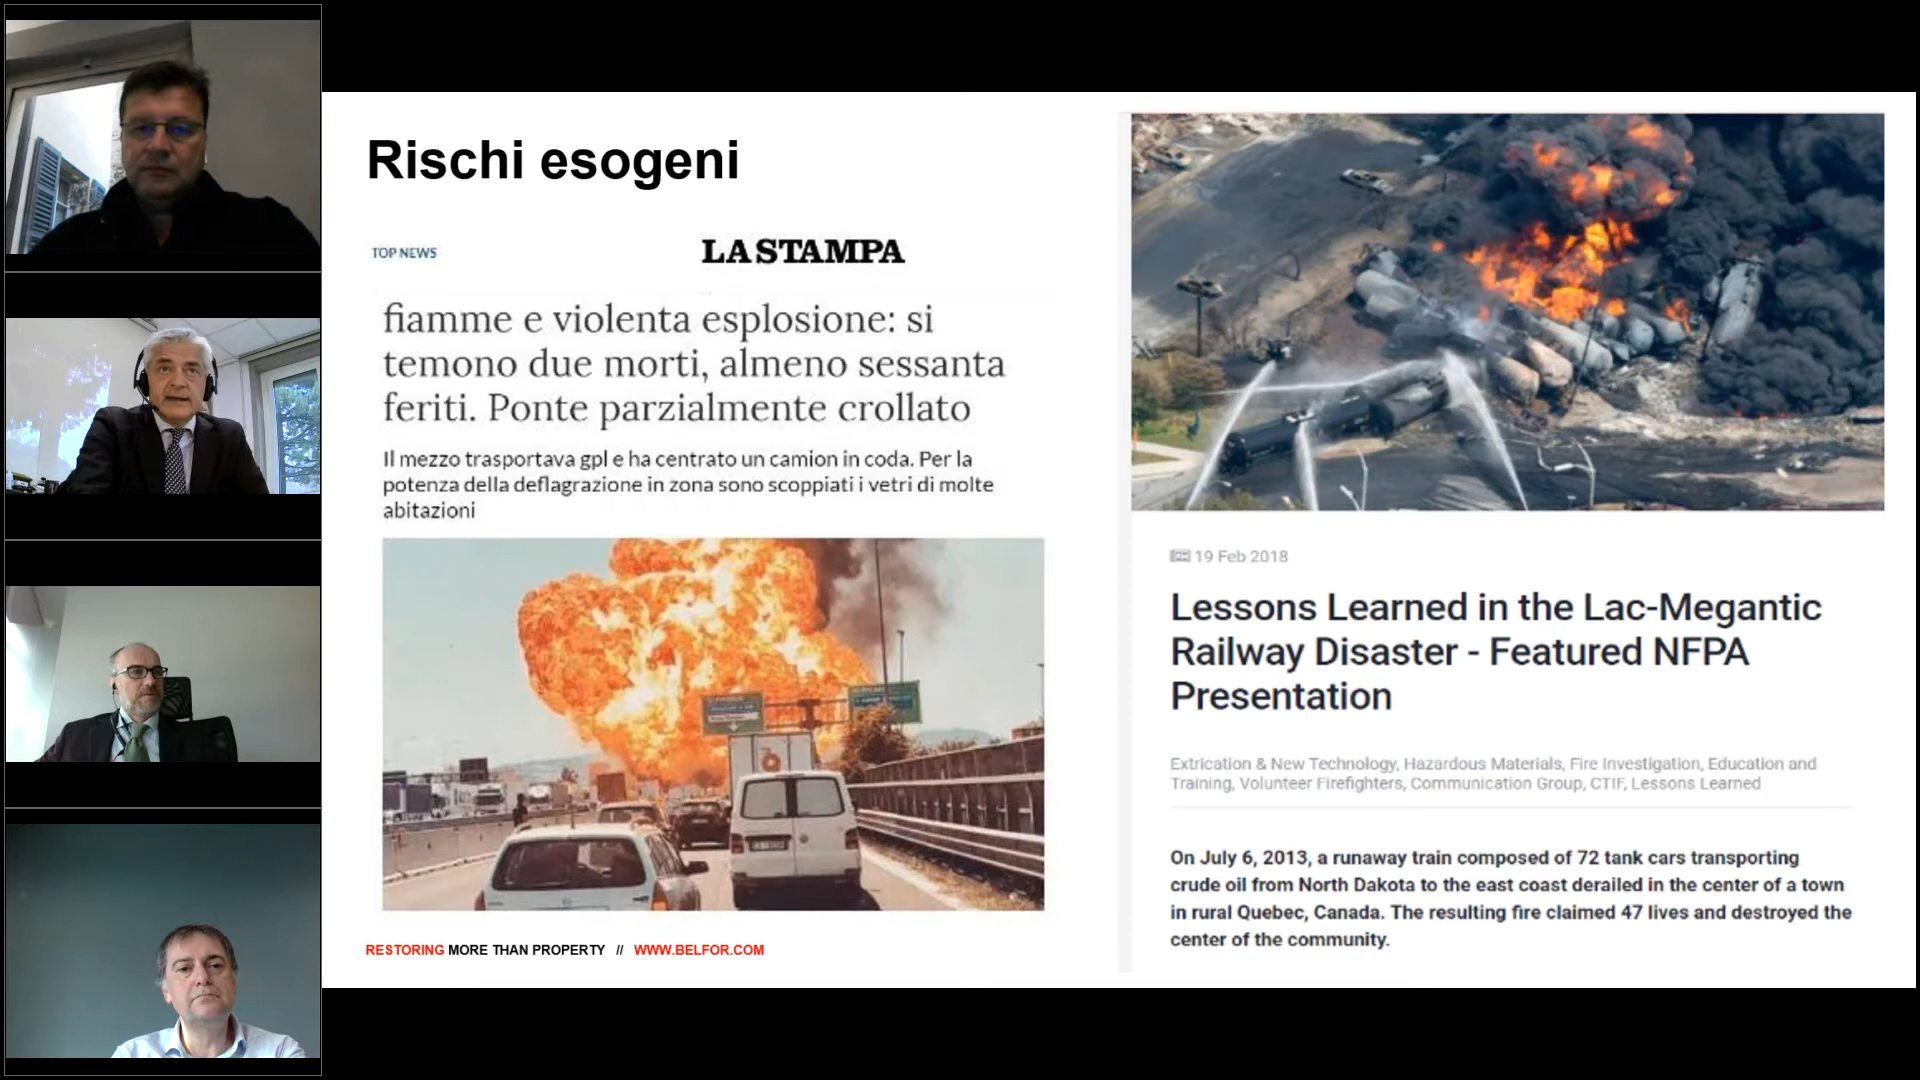 Rischi esogeni
TOP NEWS
LA STAMPA
fiamme e violenta esplosione: si
temono due morti, almeno sessanta
feriti. Ponte parzialmente crollato
Il mezzo trasportava gpl e ha centrato un camion in coda. Per la
potenza della deflagrazione in zona sono scoppiati i vetri di molte
abitazioni
RESTORING MORE THAN PROPERTY // WWW.BELFOR.COM
19 Feb 2018
Lessons Learned in the Lac-Megantic
Railway Disaster - Featured NFPA
Presentation
Extrication & New Technology, Hazardous Materials, Fire Investigation, Education and
Training, Volunteer Firefighters, Communication Group, CTIF, Lessons Learned
On July 6, 2013, a runaway train composed of 72 tank cars transporting
crude oil from North Dakota to the east coast derailed in the center of a town
in rural Quebec, Canada. The resulting fire claimed 47 lives and destroyed the
center of the community.